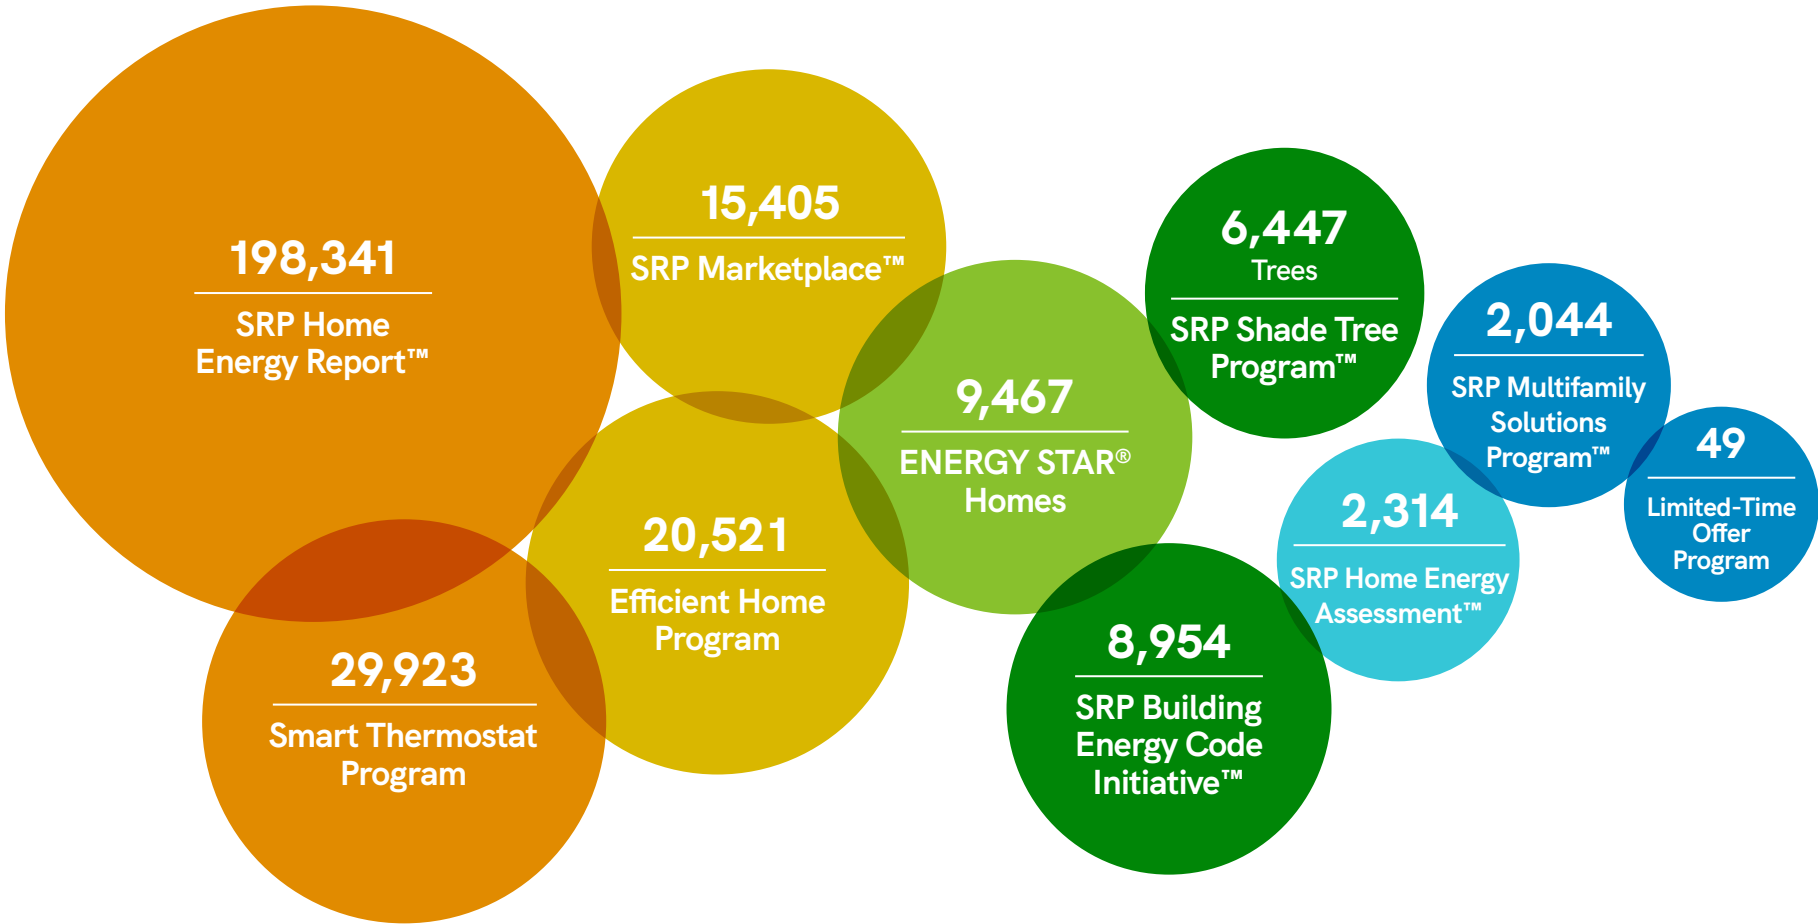 198,341
SRP Home
Energy Report™
15,405
SRP Marketplace™
29,923
Smart Thermostat
Program
20,521
Efficient Home
Program
9,467
ENERGY STAR®
Homes
6,447
Trees
SRP Shade Tree
Program™
8,954
SRP Building
Energy Code
Initiative™
2,314
SRP Home Energy
Assessment™
2,044
SRP Multifamily
Solutions
Program™
49
Limited-Time
Offer
Program